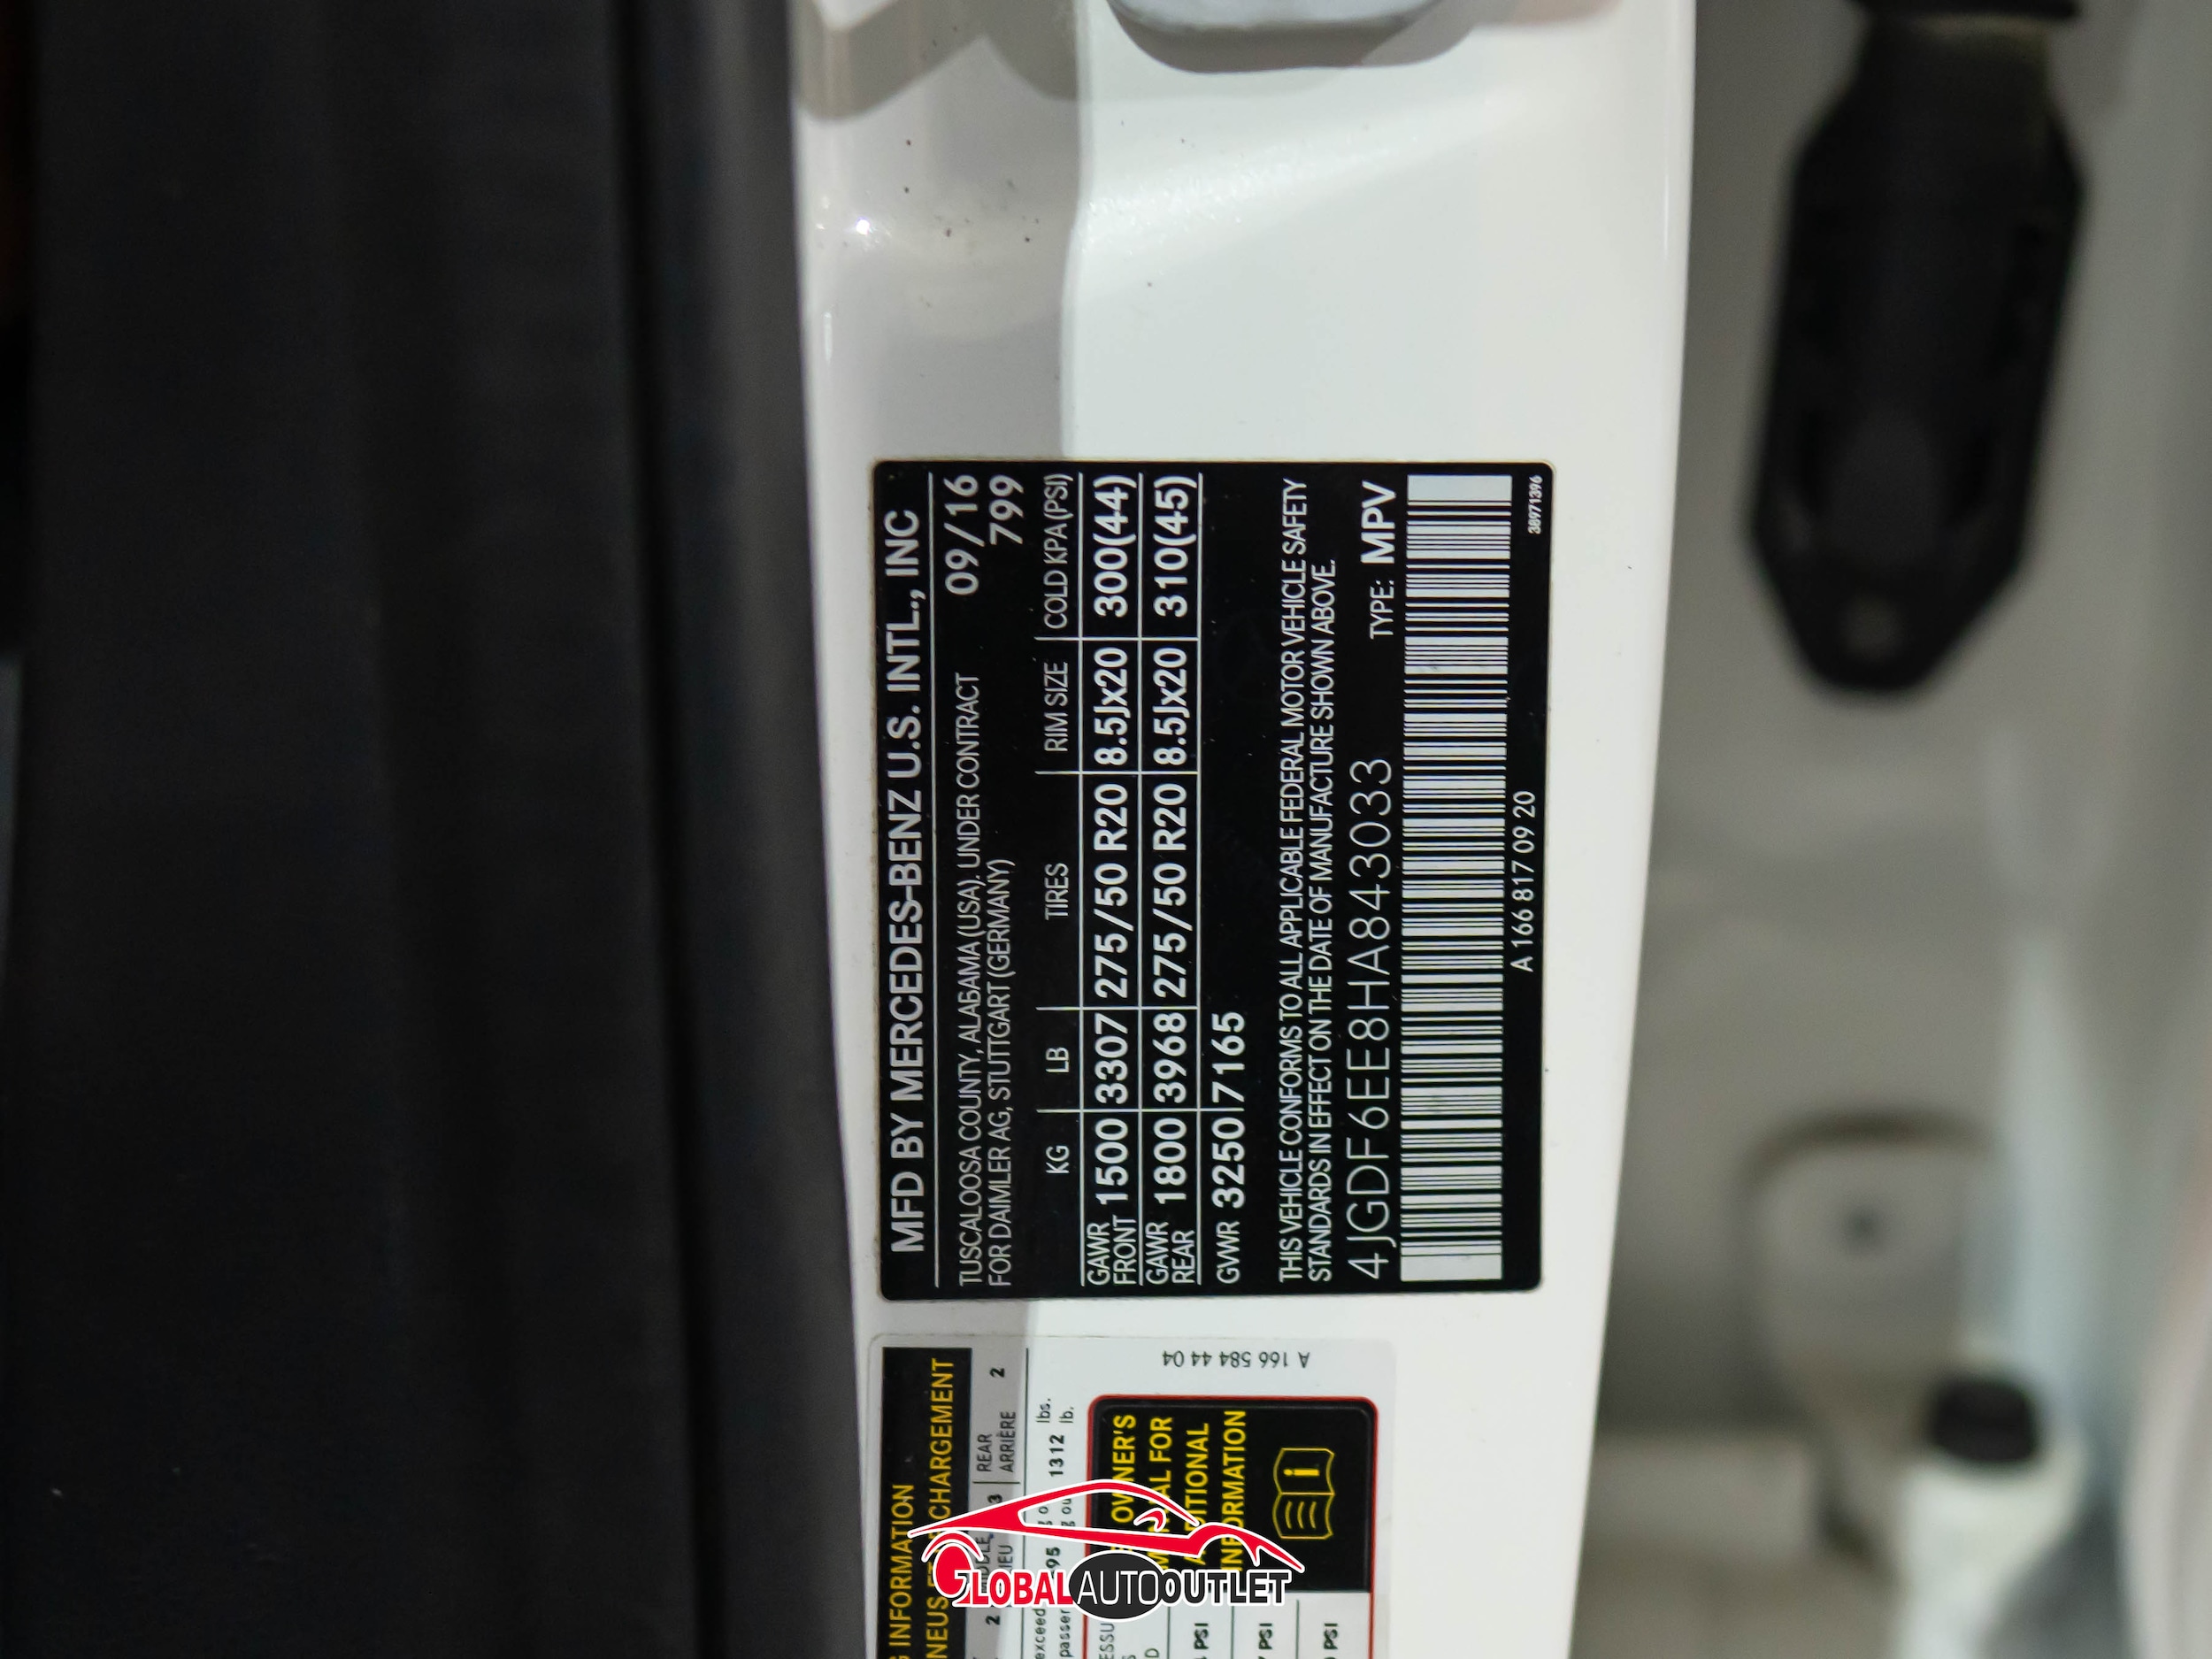 MFD BY MERCEDES-BENZ U.S. INTL., INC
TUSCALOOSA COUNTY, ALABAMA (USA). UNDER CONTRACT 09/16
FOR DAIMLER AG, STUTTGART (GERMANY) 799
KG LB TIRES RIM SIZE COLD KPA(PSI)
GAWR FRONT 1500 3307 275/50 R20 8.5Jx20 300(44)
GAWR REAR 1800 3968 275/50 R20 8.5Jx20 310(45)
GVWR 3250 7165
THIS VEHICLE CONFORMS TO ALL APPLICABLE FEDERAL MOTOR VEHICLE SAFETY
STANDARDS IN EFFECT ON THE DATE OF MANUFACTURE SHOWN ABOVE.
4JGDF6EE8HA843033 TYPE: MPV
A 166 817 09 20
38971396
INFORMATION
CHARGEMENT
2 3 REAR 2
ARRIÈRE
exceed 1312 lbs.
lb.
A 166 584 44 04
OWNER'S
FOR
ADDITIONAL
INFORMATION
PSI
PSI
PSI
GLOBALAUTOOUTLET